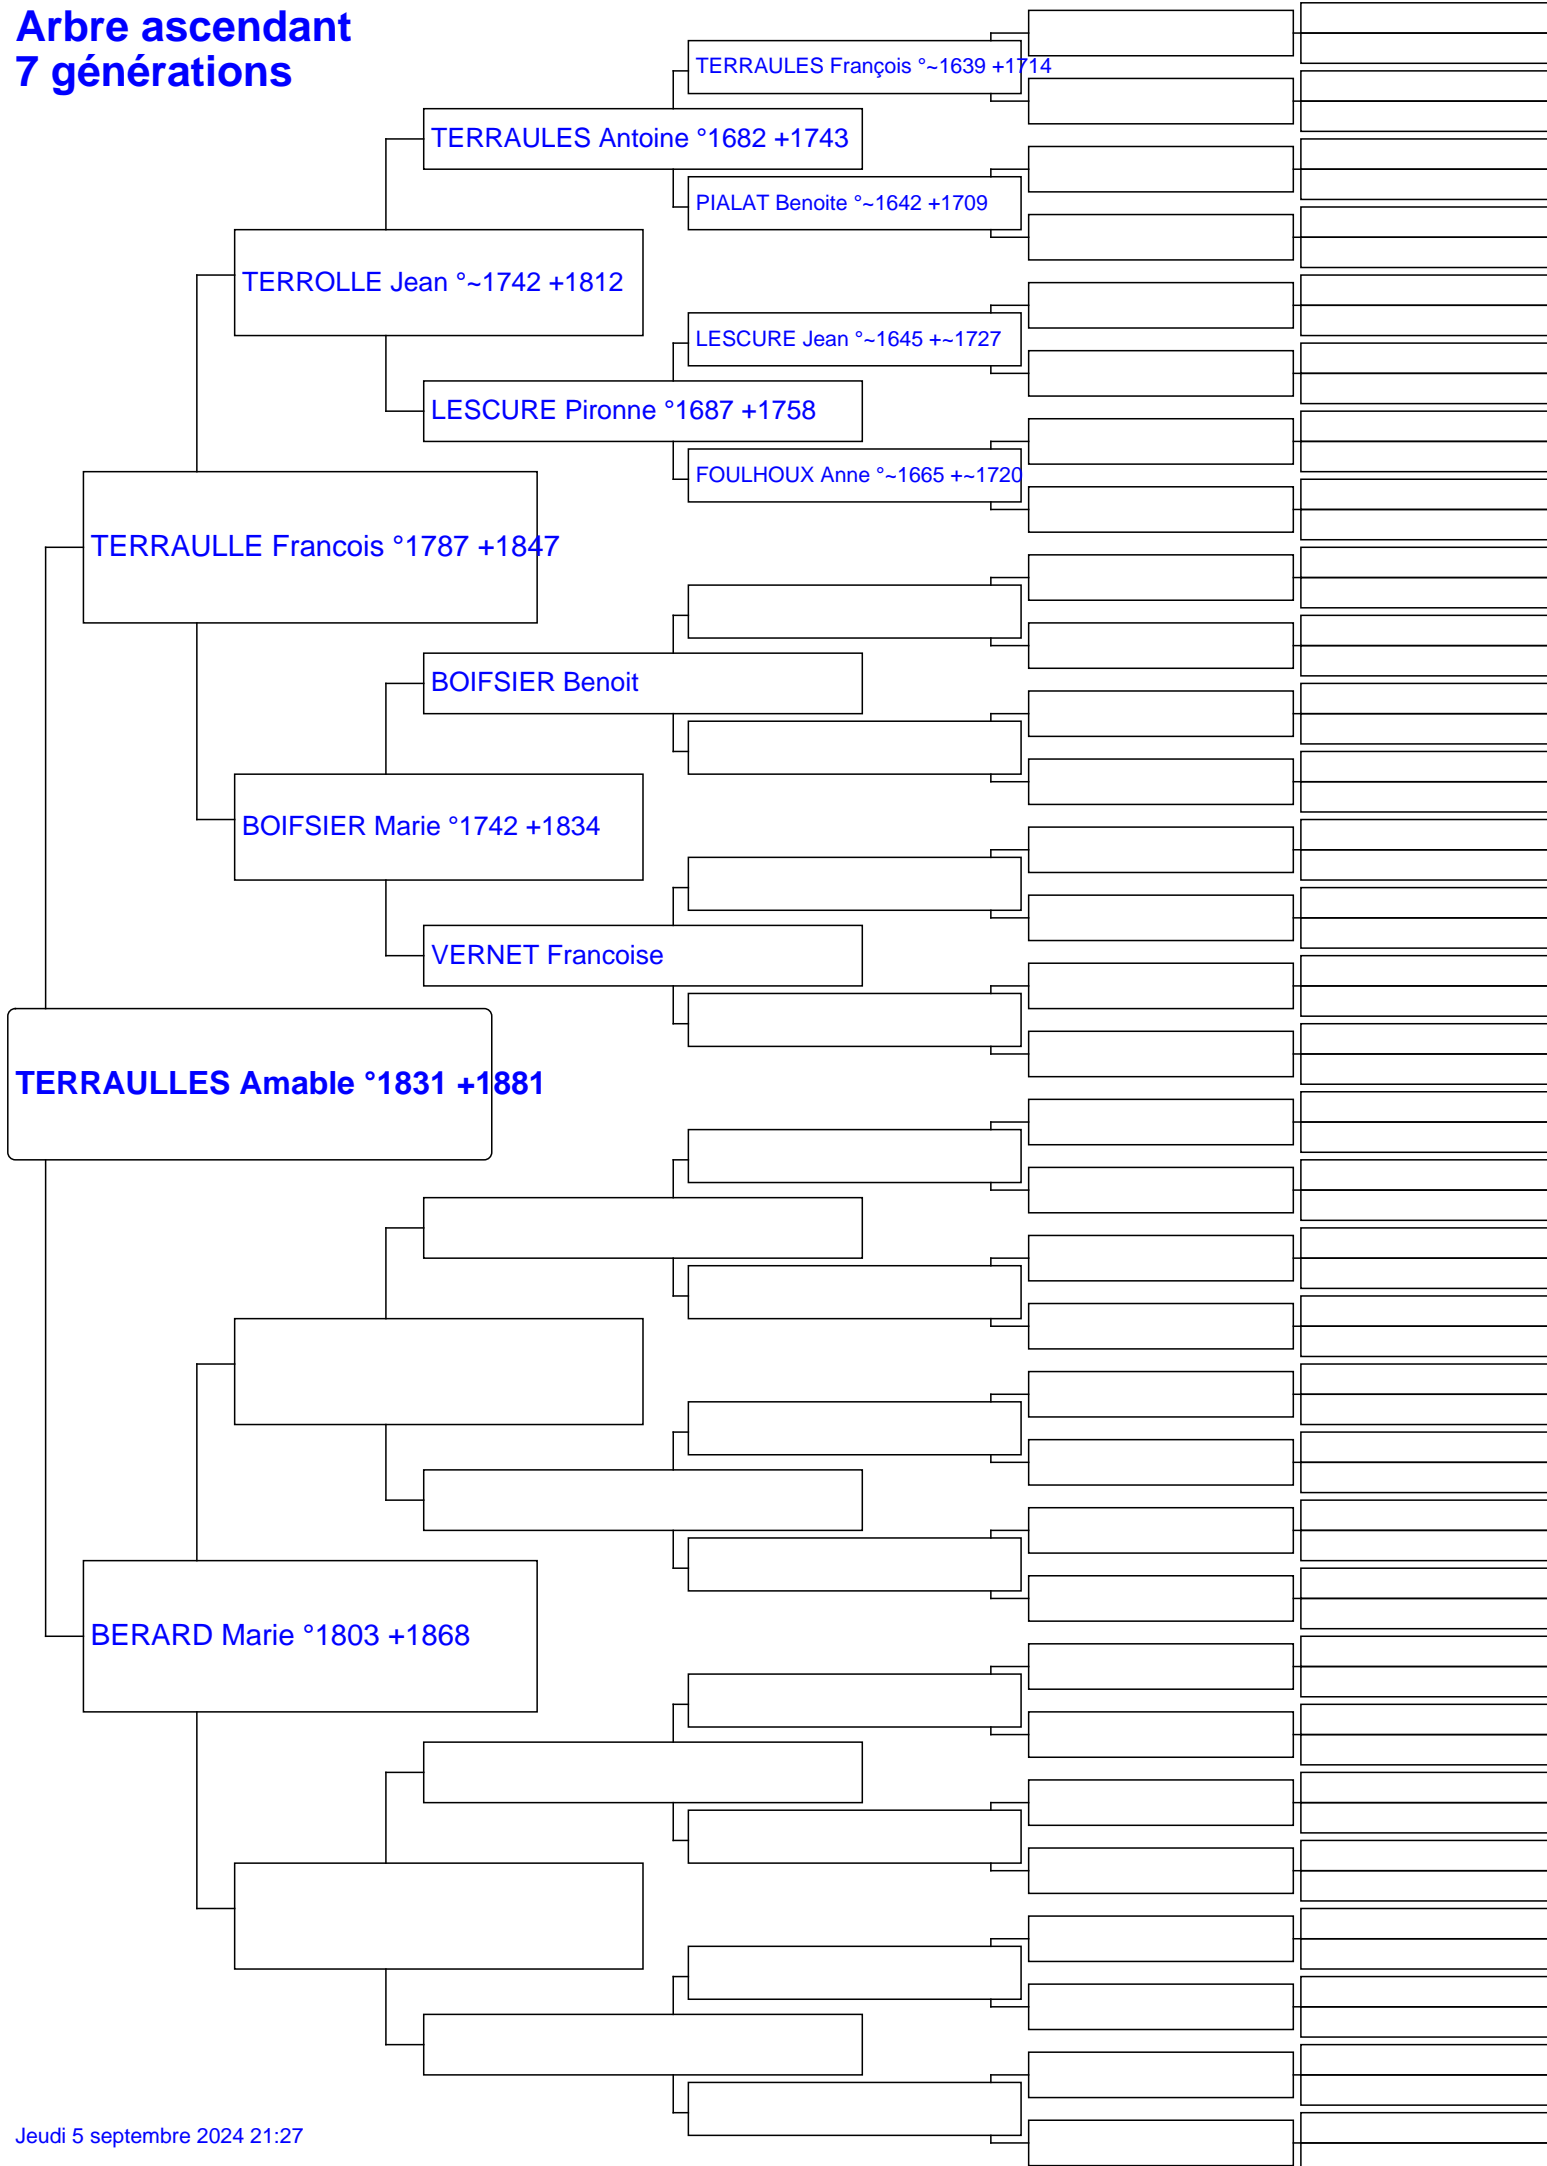 Arbre ascendant
7 générations
TERRAULES François °~1639 +1714
TERRAULES Antoine °1682 +1743
PIALAT Benoite °~1642 +1709
TERROLLE Jean °~1742 +1812
LESCURE Jean °~1645 +~1727
LESCURE Pironne °1687 +1758
FOULHOUX Anne °~1665 +~1720
TERRAULLE Francois °1787 +1847
BOIFSIER Benoit
BOIFSIER Marie °1742 +1834
VERNET Francoise
TERRAULLES Amable °1831 +1881
BERARD Marie °1803 +1868
Jeudi 5 septembre 2024 21:27